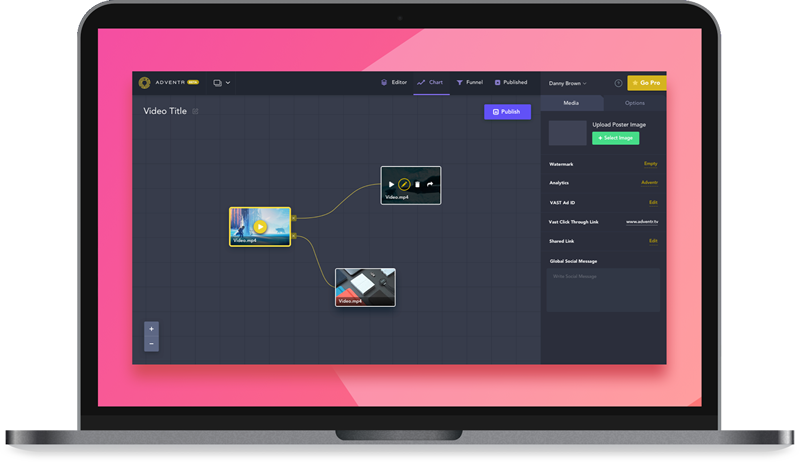 ADVENTR BETA
Editor
Chart
Funnel
Published
Danny Brown
?
Go Pro
Video Title
Publish
Media
Options
Upload Poster Image
+ Select Image
Watermark
Empty
Analytics
Adventr
VAST Ad ID
Edit
Vast Click Through Link
www.adventr.tv
Shared Link
Edit
Global Social Message
Write Social Message
Video.mp4
Video.mp4
Video.mp4
+
−